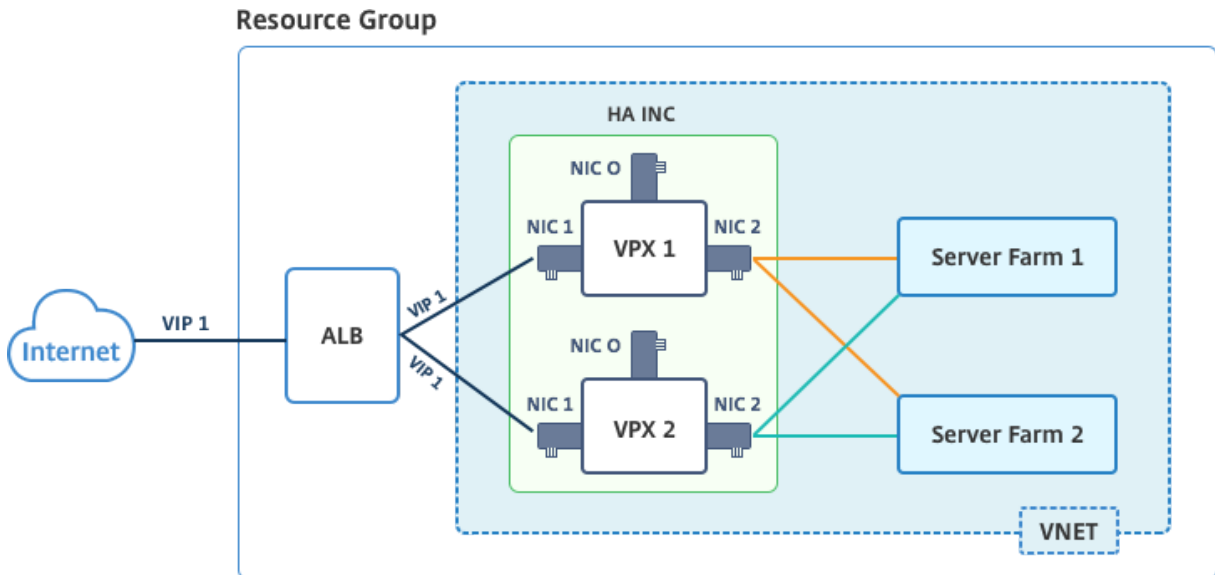 Resource Group
HA INC
NIC O
NIC 1
VPX 1
NIC 2
Server Farm 1
Internet
VIP 1
ALB
VIP 1
VIP 1
NIC O
NIC 1
VPX 2
NIC 2
Server Farm 2
VNET